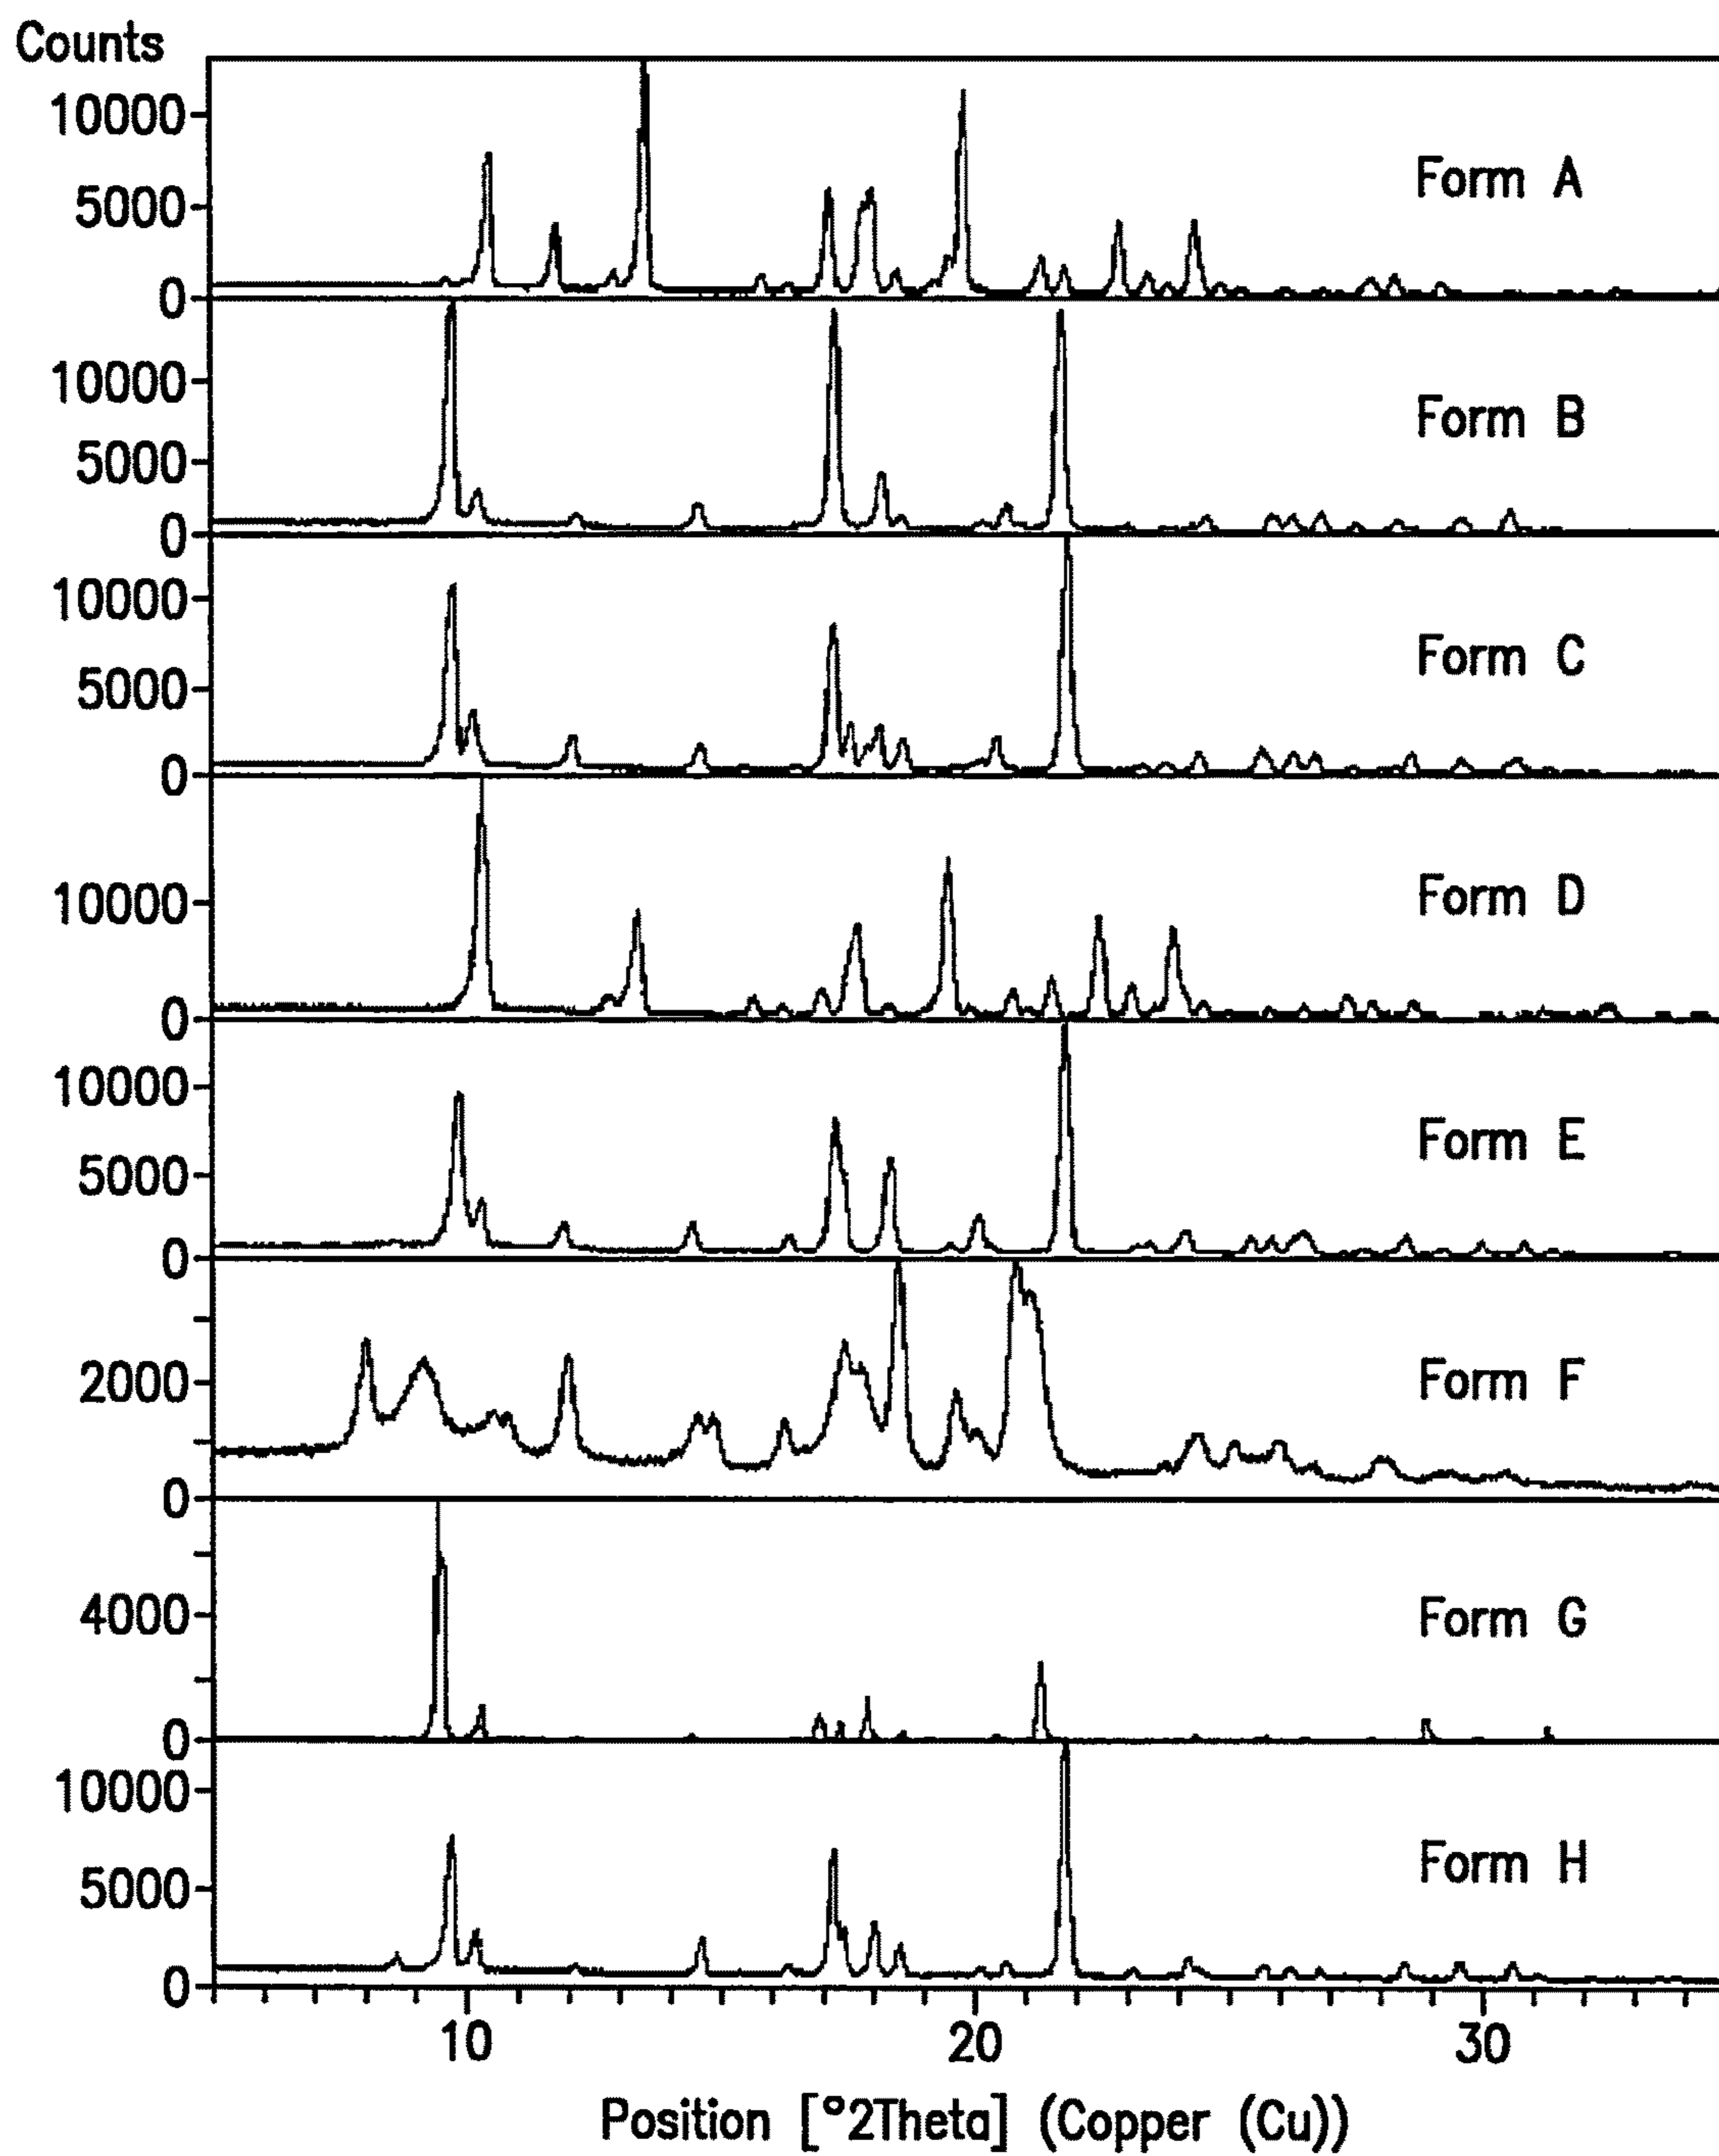 Counts
10000
5000
Form A
0
10000
Form B
5000
0
10000
Form C
5000
0
10000
Form D
0
10000
Form E
5000
0
2000
Form F
0
4000
Form G
0
10000
Form H
5000
0
10 20 30
Position [°2Theta] (Copper (Cu))